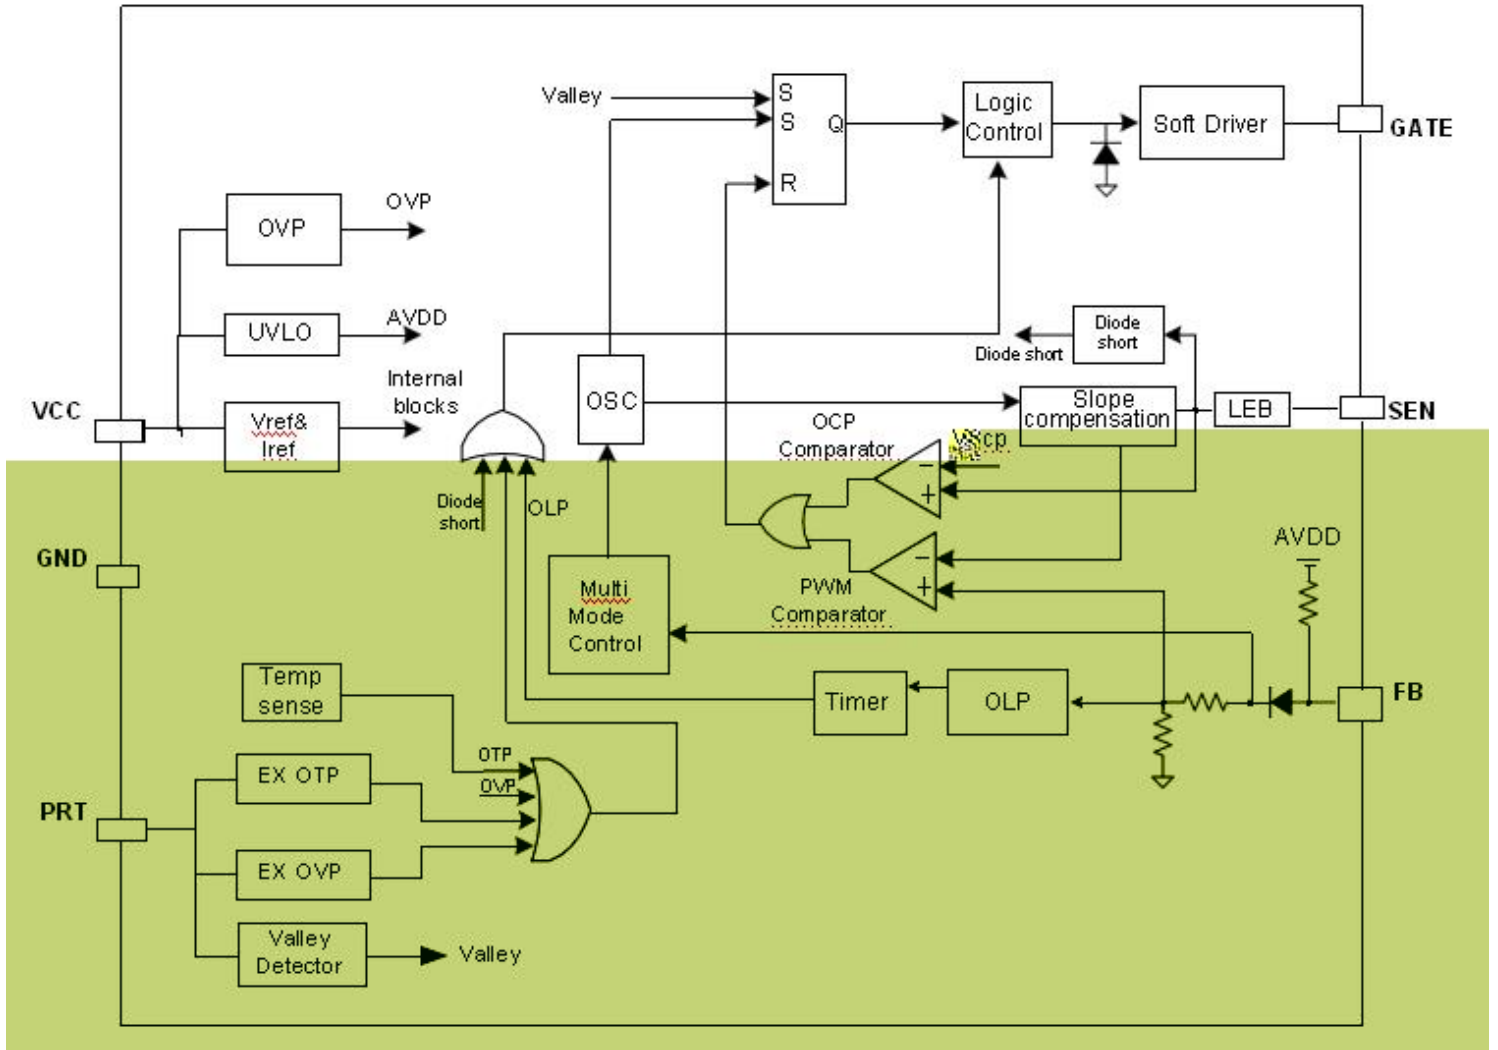 Valley
S
S
Q
R
Logic
Control
Soft Driver
GATE
OVP
OVP
UVLO
AVDD
Internal
blocks
VCC
Vref&
Iref
OSC
Diode
short
Diode short
Slope
compensation
LEB
SEN
OCP
Comparator
-
+
Diode
short
OLP
GND
Multi
Mode
Control
PWM
Comparator
-
+
AVDD
Temp
sense
Timer
OLP
FB
OTP
OVP
EX OTP
PRT
EX OVP
Valley
Detector
Valley